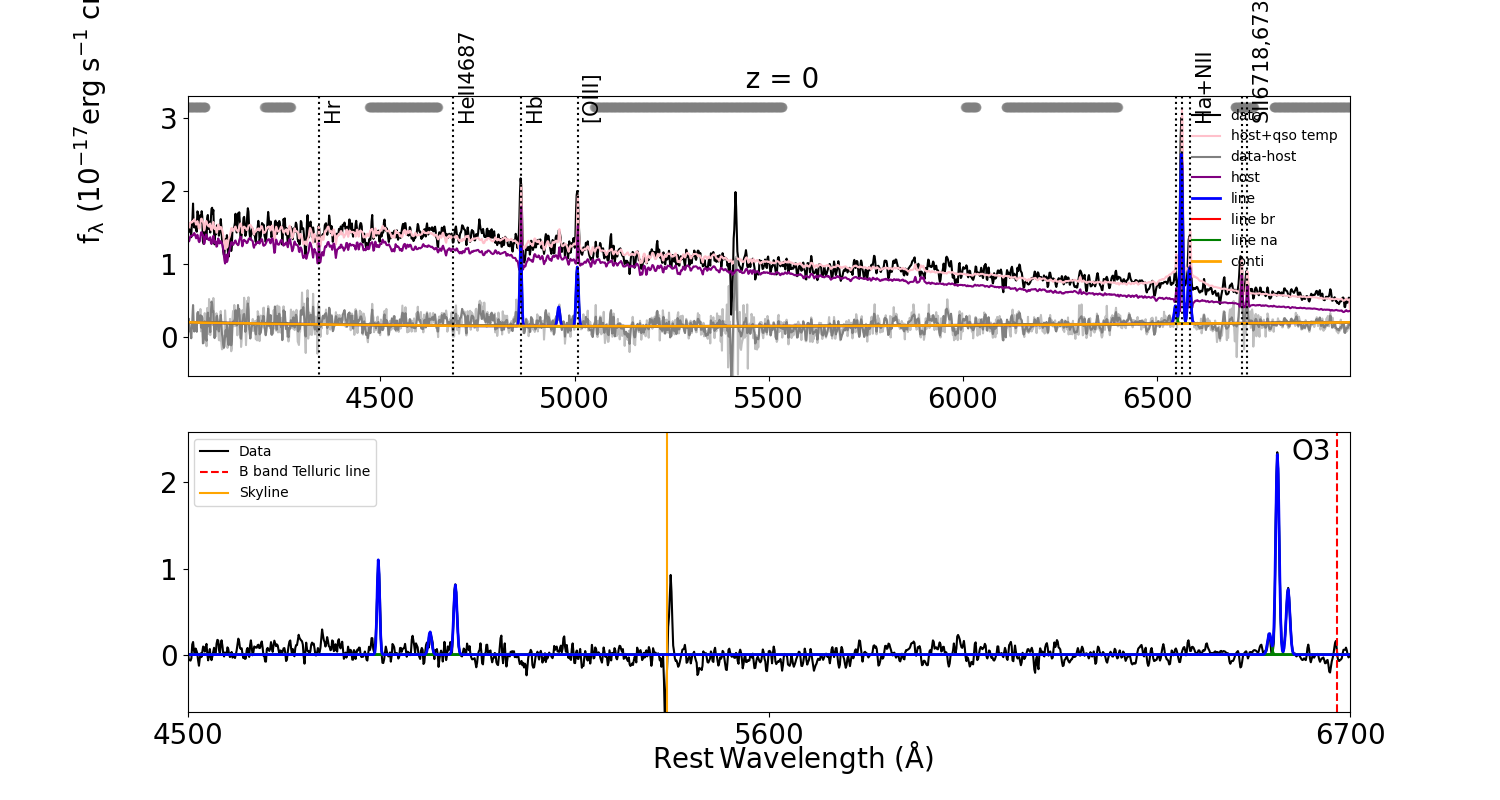 z = 0
fλ (10⁻¹⁷erg s⁻¹
Hr
HeII4687
Hb
[OIII]
Ha+NII
SII6718,673
data
host+qso temp
data-host
host
line
line br
line na
conti
3
2
1
0
4500 5000 5500 6000 6500
Data
B band Telluric line
Skyline
O3
2
1
0
4500 5600 6700
Rest Wavelength (Å)